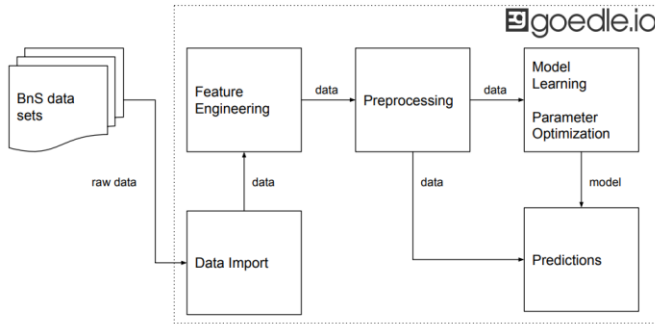 goedle.io
BnS data
sets
Feature
Engineering
data
Preprocessing
data
Model
Learning
Parameter
Optimization
raw data
data
data
model
Data Import
Predictions